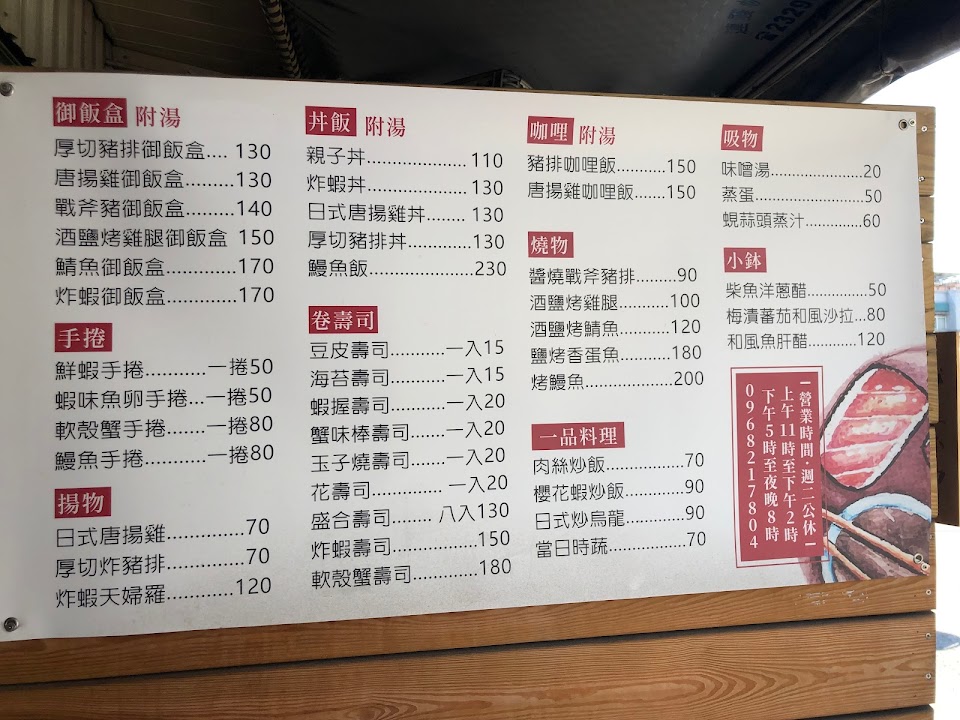 御飯盒 附湯
厚切豬排御飯盒.... 130
唐揚雞御飯盒.........130
戰斧豬御飯盒.........140
酒鹽烤雞腿御飯盒 150
鯖魚御飯盒.............170
炸蝦御飯盒.............170
手捲
鮮蝦手捲...........一捲50
蝦味魚卵手捲...一捲50
軟殼蟹手捲.......一捲80
鰻魚手捲...........一捲80
揚物
日式唐揚雞...............70
厚切炸豬排...............70
炸蝦天婦羅............120
丼飯 附湯
親子丼.................... 110
炸蝦丼.................... 130
日式唐揚雞丼........ 130
厚切豬排丼.............130
鰻魚飯.....................230
卷壽司
豆皮壽司...........一入15
海苔壽司...........一入15
蝦握壽司...........一入20
蟹味棒壽司.......一入20
玉子燒壽司.......一入20
花壽司.............. 一入20
盛合壽司........ 八入130
炸蝦壽司.................150
軟殼蟹壽司.............180
咖哩 附湯
豬排咖哩飯...........150
唐揚雞咖哩飯.......150
燒物
醬燒戰斧豬排.........90
酒鹽烤雞腿..........100
酒鹽烤鯖魚..........120
鹽烤香蛋魚..........180
烤鰻魚..................200
一品料理
肉絲炒飯................70
櫻花蝦炒飯............90
日式炒烏龍............90
當日時蔬................70
吸物
味噌湯.......................20
蒸蛋...........................50
蜆蒜頭蒸汁..............60
小鉢
柴魚洋蔥醋...............50
梅漬蕃茄和風沙拉...80
和風魚肝醋............120
營業時間·週二公休
上午11時至下午2時
下午5時至夜晚8時
0968217804
2329